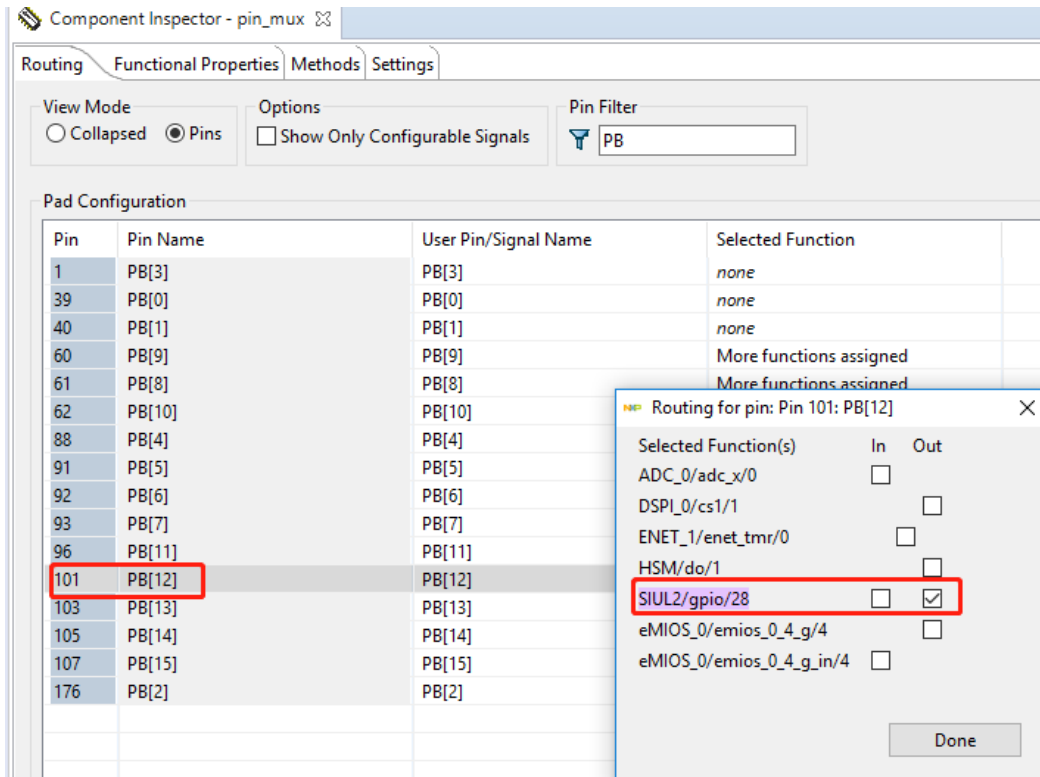 Component Inspector - pin_mux
Routing Functional Properties Methods Settings
View Mode Options Pin Filter
Collapsed Pins Show Only Configurable Signals PB
Pad Configuration
Pin Pin Name User Pin/Signal Name Selected Function
1 PB[3] PB[3] none
39 PB[0] PB[0] none
40 PB[1] PB[1] none
60 PB[9] PB[9] More functions assigned
61 PB[8] PB[8] More functions assigned
62 PB[10] PB[10]
88 PB[4] PB[4]
91 PB[5] PB[5]
92 PB[6] PB[6]
93 PB[7] PB[7]
96 PB[11] PB[11]
101 PB[12] PB[12]
103 PB[13] PB[13]
105 PB[14] PB[14]
107 PB[15] PB[15]
176 PB[2] PB[2]
NXP Routing for pin: Pin 101: PB[12]
Selected Function(s) In Out
ADC_0/adc_x/0
DSPI_0/cs1/1
ENET_1/enet_tmr/0
HSM/do/1
SIUL2/gpio/28
eMIOS_0/emios_0_4_g/4
eMIOS_0/emios_0_4_g_in/4
Done